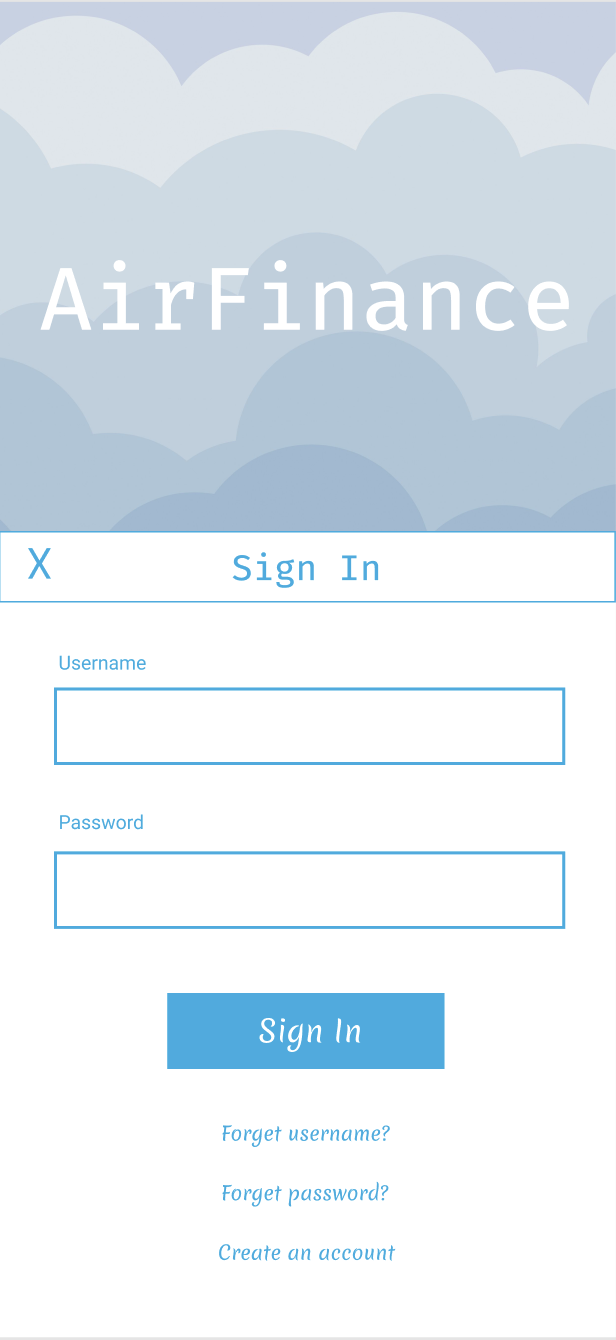 AirFinance
X Sign In
Username
Password
Sign In
Forget username?
Forget password?
Create an account